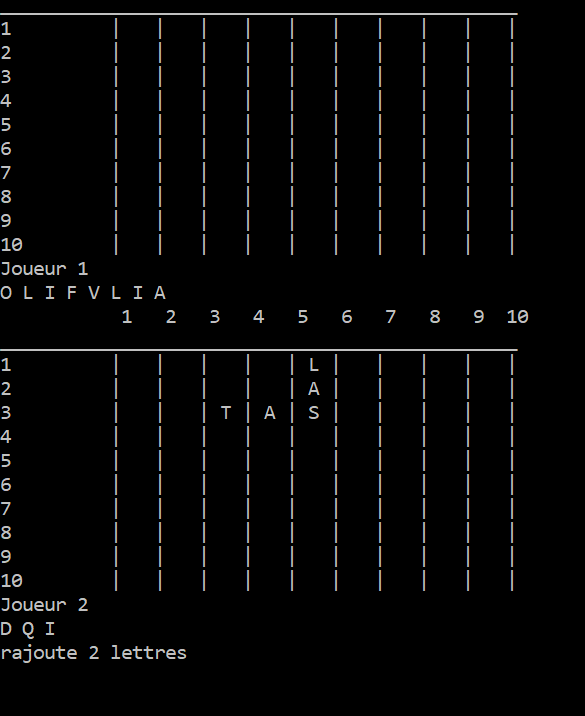 1 | | | | | | | | | |
2 | | | | | | | | | |
3 | | | | | | | | | |
4 | | | | | | | | | |
5 | | | | | | | | | |
6 | | | | | | | | | |
7 | | | | | | | | | |
8 | | | | | | | | | |
9 | | | | | | | | | |
10 | | | | | | | | | |
Joueur 1
O L I F V L I A
1 2 3 4 5 6 7 8 9 10
1 | | | | | L | | | | |
2 | | | | | A | | | | |
3 | | | T | A | S | | | | |
4 | | | | | | | | | |
5 | | | | | | | | | |
6 | | | | | | | | | |
7 | | | | | | | | | |
8 | | | | | | | | | |
9 | | | | | | | | | |
10 | | | | | | | | | |
Joueur 2
D Q I
rajoute 2 lettres